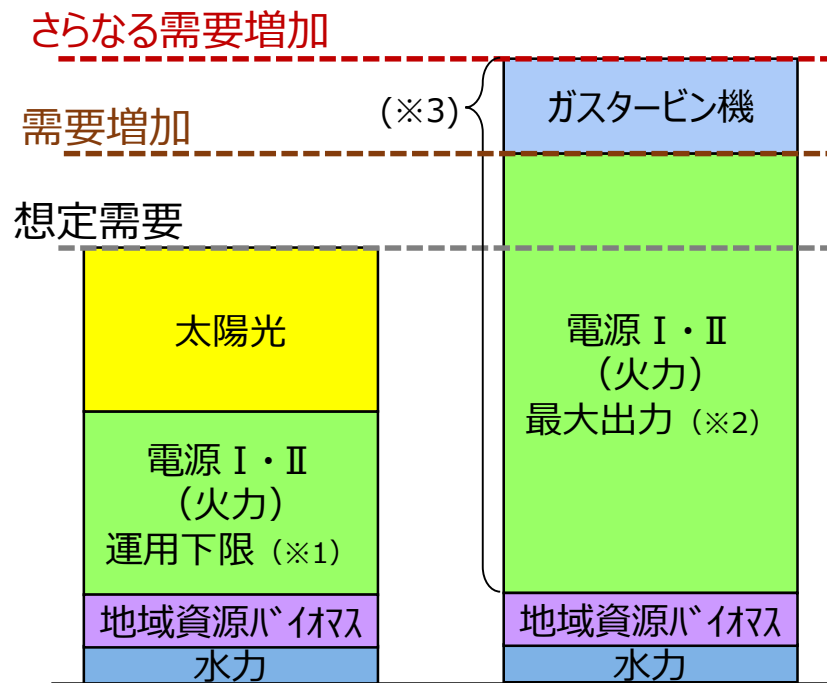 さらなる需要増加
需要増加
想定需要
太陽光
電源Ⅰ・Ⅱ
（火力）
運用下限（※1）
地域資源ﾊﾞｲｵﾏｽ
水力
(※3)
ガスタービン機
電源Ⅰ・Ⅱ
（火力）
最大出力（※2）
地域資源ﾊﾞｲｵﾏｽ
水力